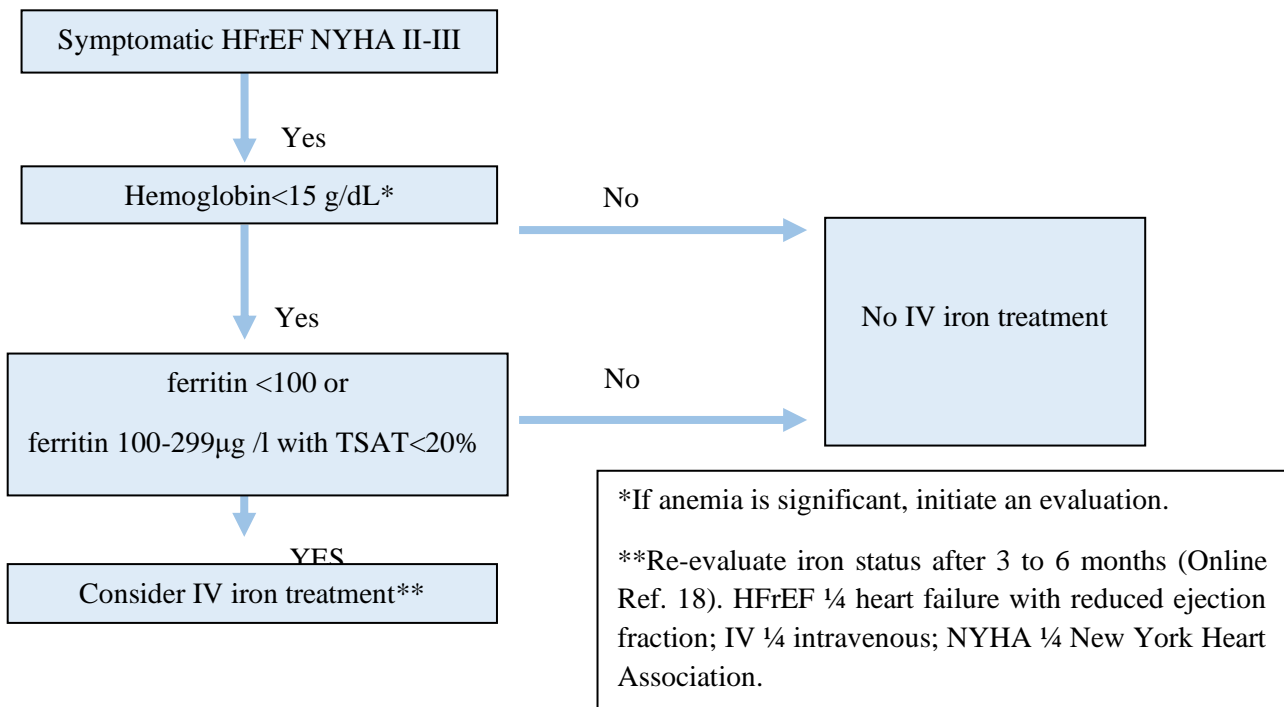 Symptomatic HFrEF NYHA II-III
Yes
Hemoglobin<15 g/dL*
No
Yes
No IV iron treatment
ferritin <100 or
ferritin 100-299µg /l with TSAT<20%
No
YES
Consider IV iron treatment**
*If anemia is significant, initiate an evaluation.
**Re-evaluate iron status after 3 to 6 months (Online
Ref. 18). HFrEF ¼ heart failure with reduced ejection
fraction; IV ¼ intravenous; NYHA ¼ New York Heart
Association.